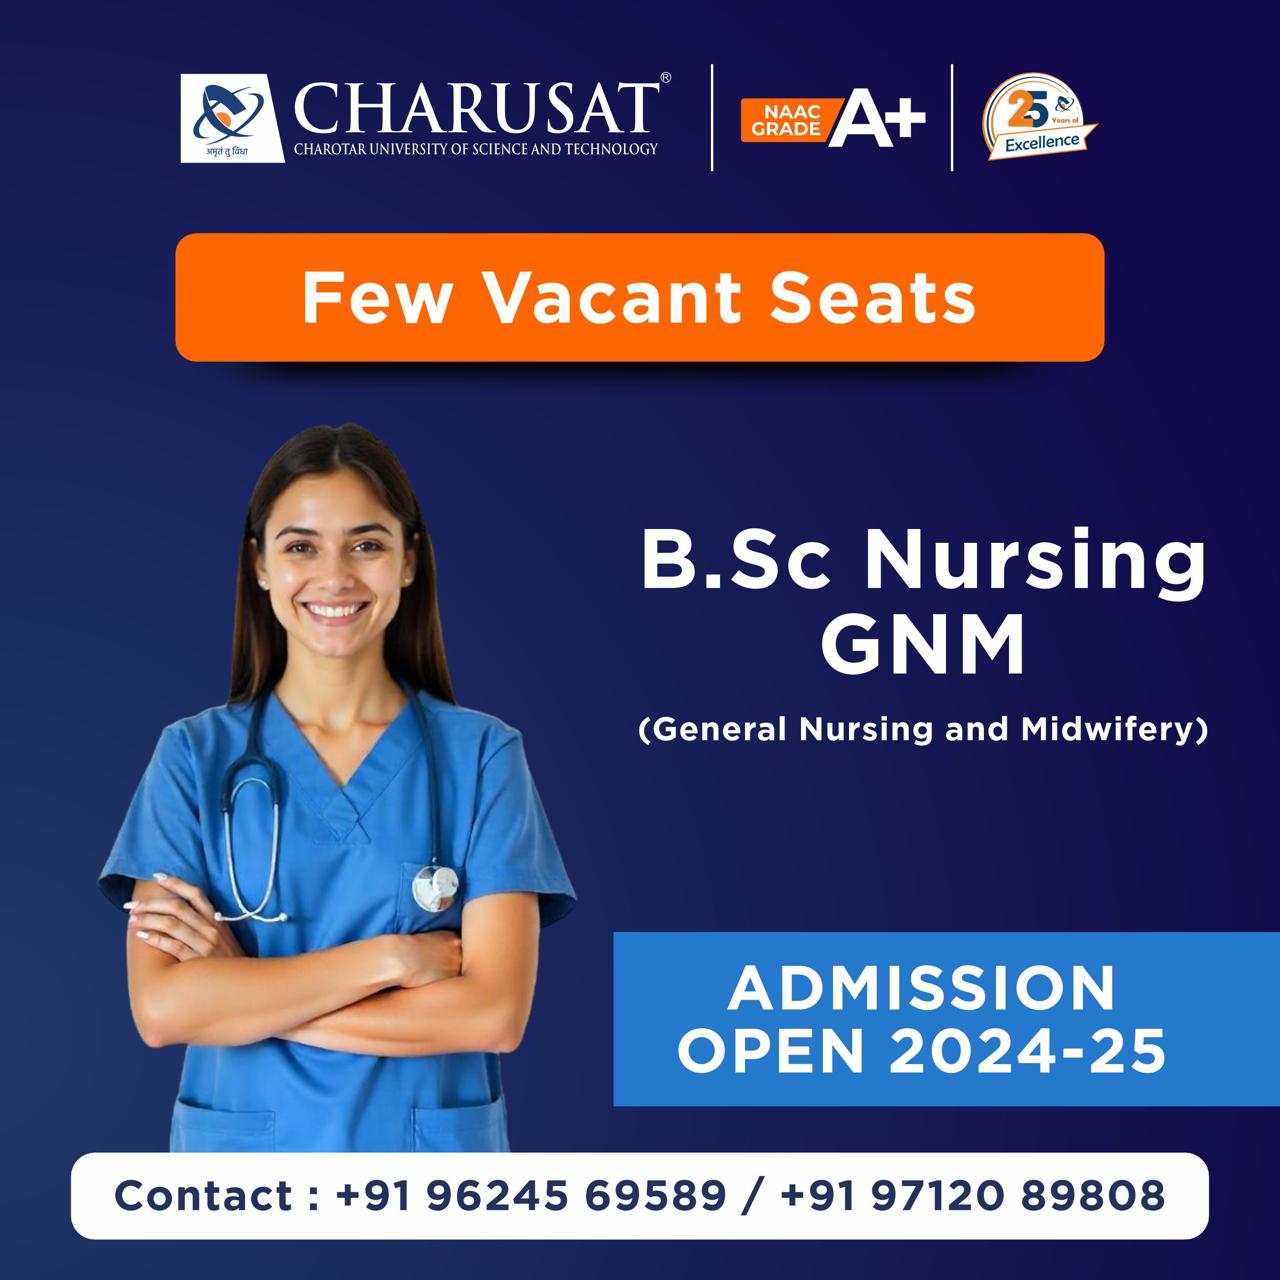 अमृतं तु विद्या
CHARUSAT®
CHAROTAR UNIVERSITY OF SCIENCE AND TECHNOLOGY
NAAC
GRADE
A+
25
Years of
Excellence
Few Vacant Seats
B.Sc Nursing
GNM
(General Nursing and Midwifery)
ADMISSION
OPEN 2024-25
Contact : +91 96245 69589 / +91 97120 89808